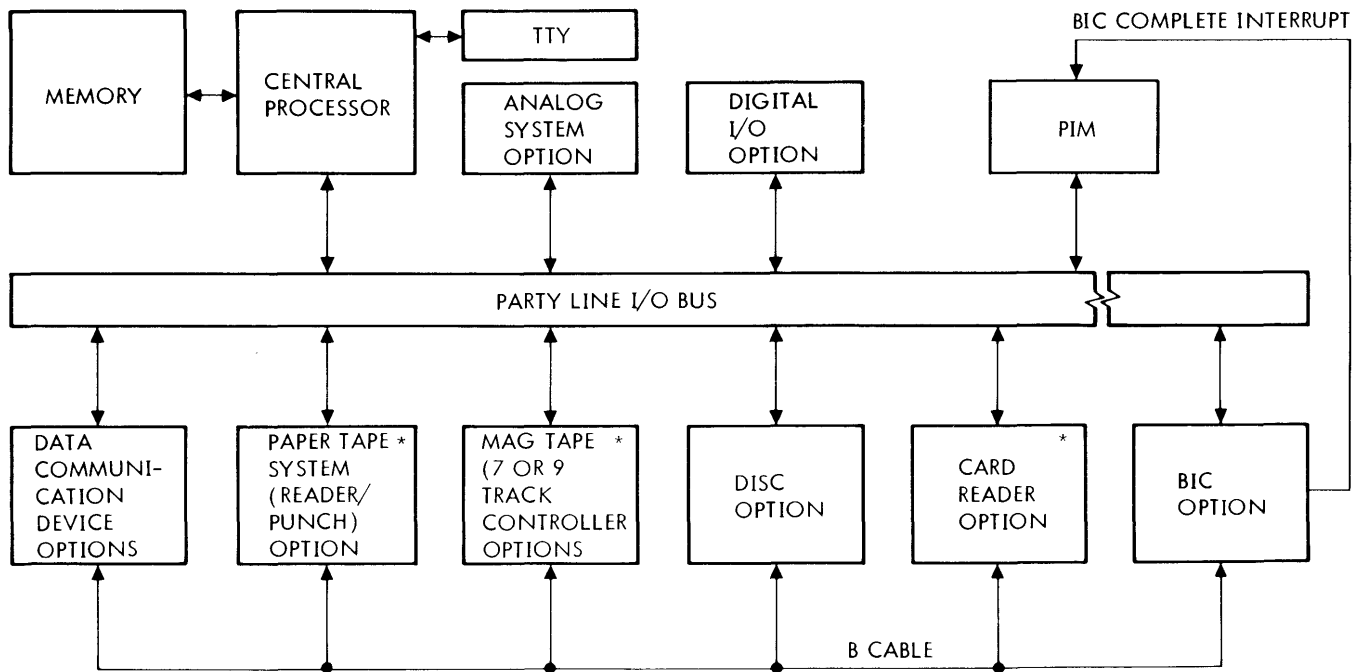 BIC COMPLETE INTERRUPT
TTY
MEMORY
CENTRAL
PROCESSOR
ANALOG
SYSTEM
OPTION
DIGITAL
I/O
OPTION
PIM
PARTY LINE I/O BUS
DATA
COMMUNI-
CATION
DEVICE
OPTIONS
PAPER TAPE *
SYSTEM
(READER/
PUNCH)
OPTION
MAG TAPE *
(7 OR 9
TRACK
CONTROLLER
OPTIONS
DISC
OPTION
*
CARD
READER
OPTION
BIC
OPTION
B CABLE